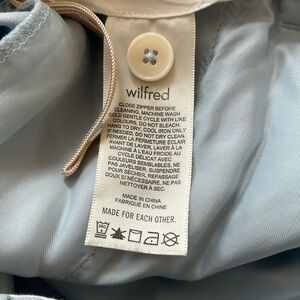 wilfred
CLOSE ZIPPER BEFORE
CLEANING, MACHINE WASH
COLD GENTLE CYCLE WITH LIKE
COLOURS. DO NOT BLEACH.
HANG TO DRY. COOL IRON ONLY
IF NEEDED. DO NOT DRY CLEAN.
FERMER LA FERMETURE ÉCLAIR
AVANT DE LAVER, LAVER À LA
MACHINE À L'EAU FROIDE AU
CYCLE DÉLICAT AVEC
COULEURS SEMBLABLES, NE
PAS JAVELISER, SUSPENDRE
POUR SÉCHER, REPASSAGE
DOUX SI NÉCESSAIRE, NE PAS
NETTOYER À SEC.
MADE IN CHINA
FABRIQUÉ EN CHINE
MADE FOR EACH OTHER.